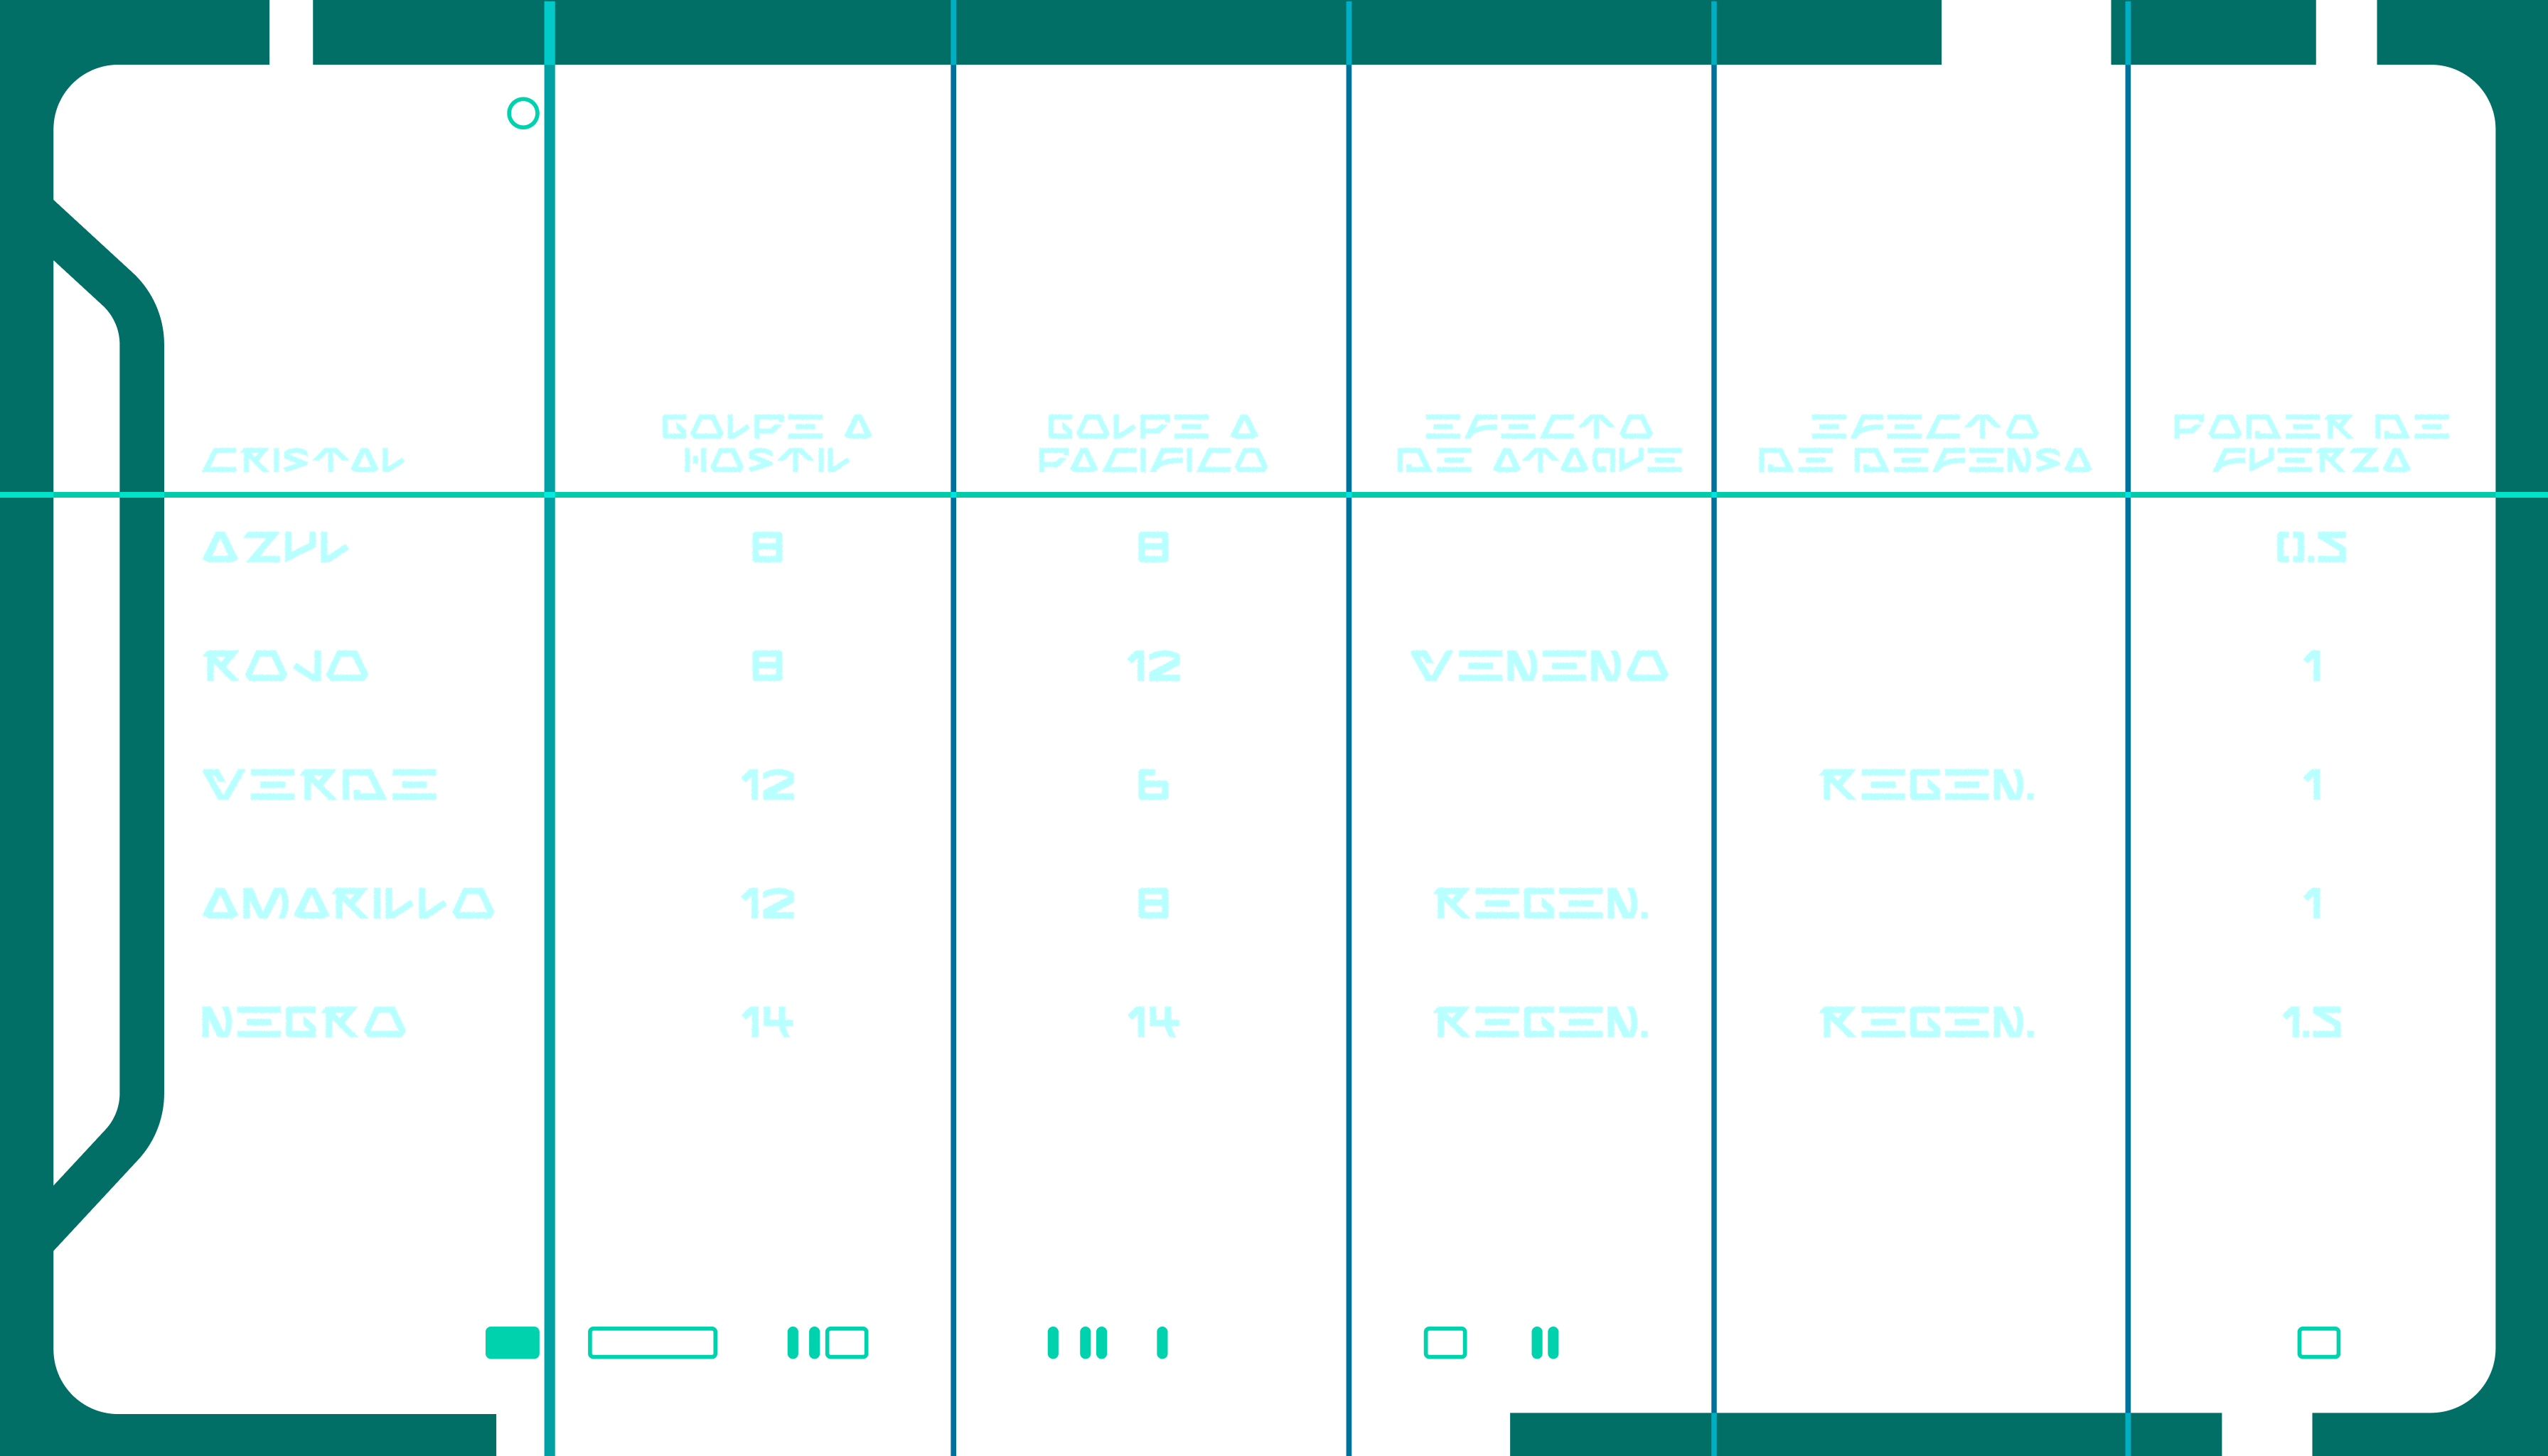 CRISTAL
GOLPE A
HOSTIL
GOLPE A
PACIFICO
EFECTO
DE ATAQUE
EFECTO
DE DEFENSA
PODER DE
FUERZA
AZUL 8 8 0.5
ROJO 8 12 VENENO 1
VERDE 12 6 REGEN. 1
AMARILLO 12 8 REGEN. 1
NEGRO 14 14 REGEN. REGEN. 1.5